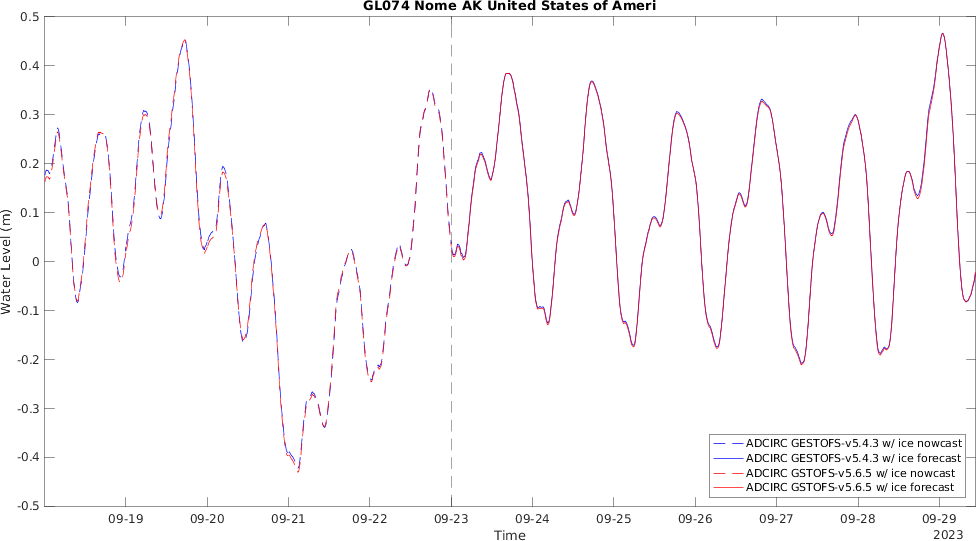 GL074 Nome AK United States of Ameri
0.5
0.4
0.3
0.2
0.1
0
-0.1
-0.2
-0.3
-0.4
-0.5
Water Level (m)
ADCIRC GESTOFS-v5.4.3 w/ ice nowcast
ADCIRC GESTOFS-v5.4.3 w/ ice forecast
ADCIRC GSTOFS-v5.6.5 w/ ice nowcast
ADCIRC GSTOFS-v5.6.5 w/ ice forecast
09-19 09-20 09-21 09-22 09-23 09-24 09-25 09-26 09-27 09-28 09-29
Time
2023